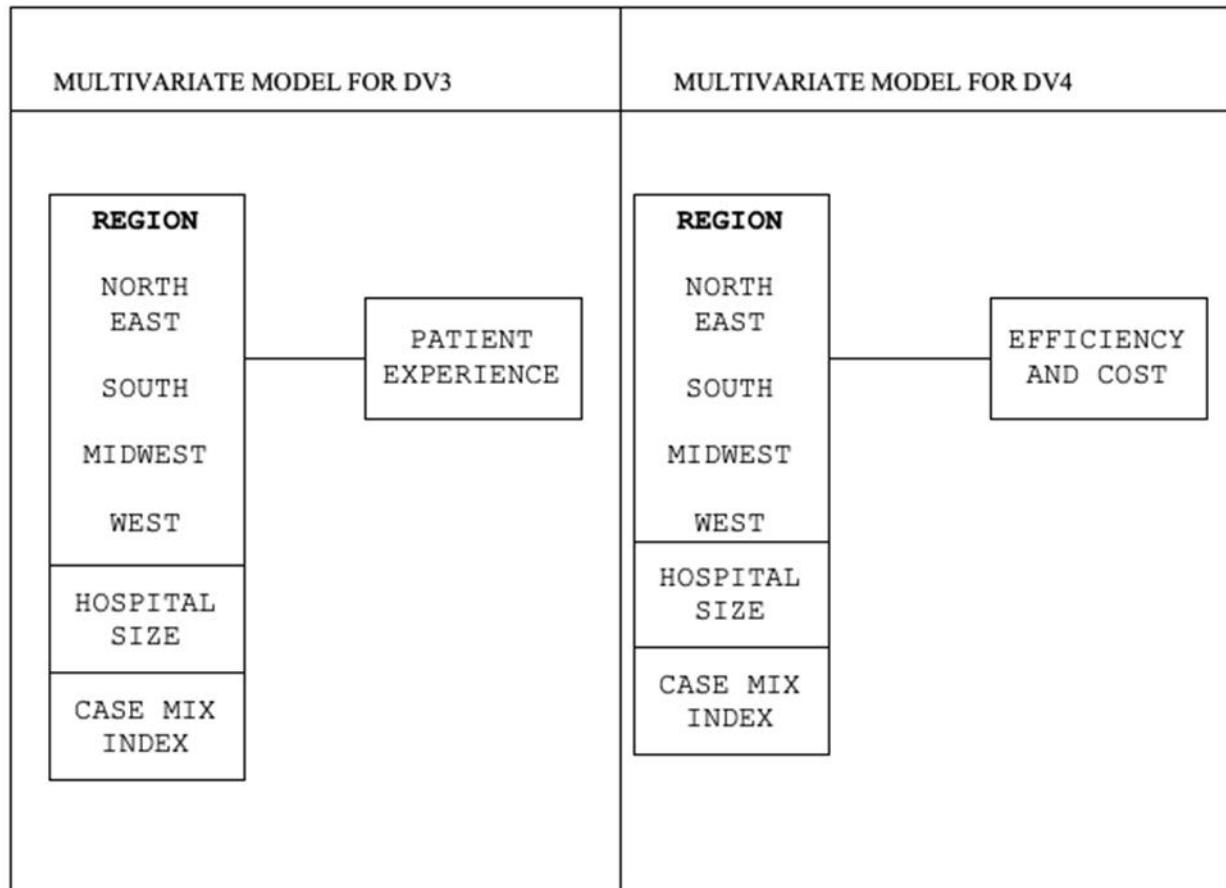 MULTIVARIATE MODEL FOR DV3
REGION
NORTH
EAST
SOUTH
MIDWEST
WEST
HOSPITAL
SIZE
CASE MIX
INDEX
PATIENT
EXPERIENCE
MULTIVARIATE MODEL FOR DV4
REGION
NORTH
EAST
SOUTH
MIDWEST
WEST
HOSPITAL
SIZE
CASE MIX
INDEX
EFFICIENCY
AND COST